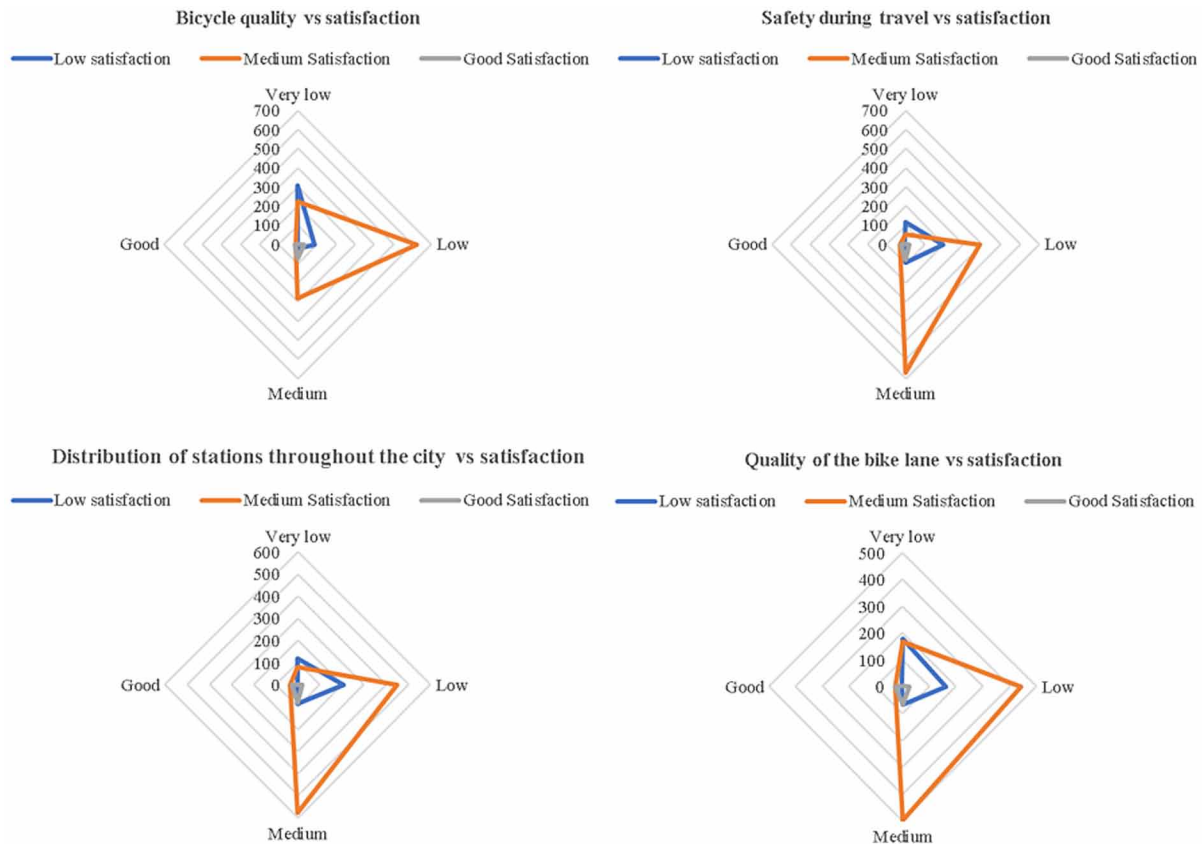 Bicycle quality vs satisfaction
Low satisfaction Medium Satisfaction Good Satisfaction
Very low
700
600
500
400
300
200
100
0
Good
Low
Medium
Safety during travel vs satisfaction
Low satisfaction Medium Satisfaction Good Satisfaction
Very low
700
600
500
400
300
200
100
0
Good
Low
Medium
Distribution of stations throughout the city vs satisfaction
Low satisfaction Medium Satisfaction Good Satisfaction
Very low
600
500
400
300
200
100
0
Good
Low
Medium
Quality of the bike lane vs satisfaction
Low satisfaction Medium Satisfaction Good Satisfaction
Very low
500
400
300
200
100
0
Good
Low
Medium